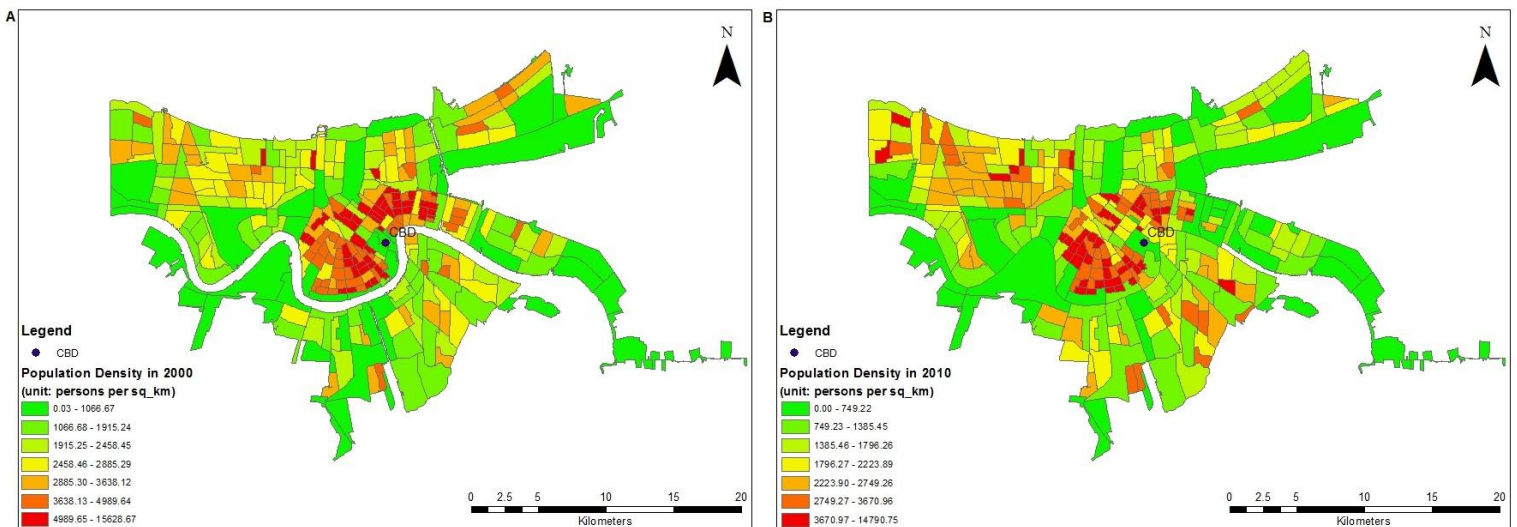 A
N
CBD
Legend
CBD
Population Density in 2000
(unit: persons per sq_km)
0.03 - 1066.67
1066.68 - 1915.24
1915.25 - 2458.45
2458.46 - 2885.29
2885.30 - 3638.12
3638.13 - 4989.64
4989.65 - 15628.67
0 2.5 5 10 15 20
Kilometers
B
N
CBD
Legend
CBD
Population Density in 2010
(unit: persons per sq_km)
0.00 - 749.22
749.23 - 1385.45
1385.46 - 1796.26
1796.27 - 2223.89
2223.90 - 2749.26
2749.27 - 3670.96
3670.97 - 14790.75
0 2.5 5 10 15 20
Kilometers